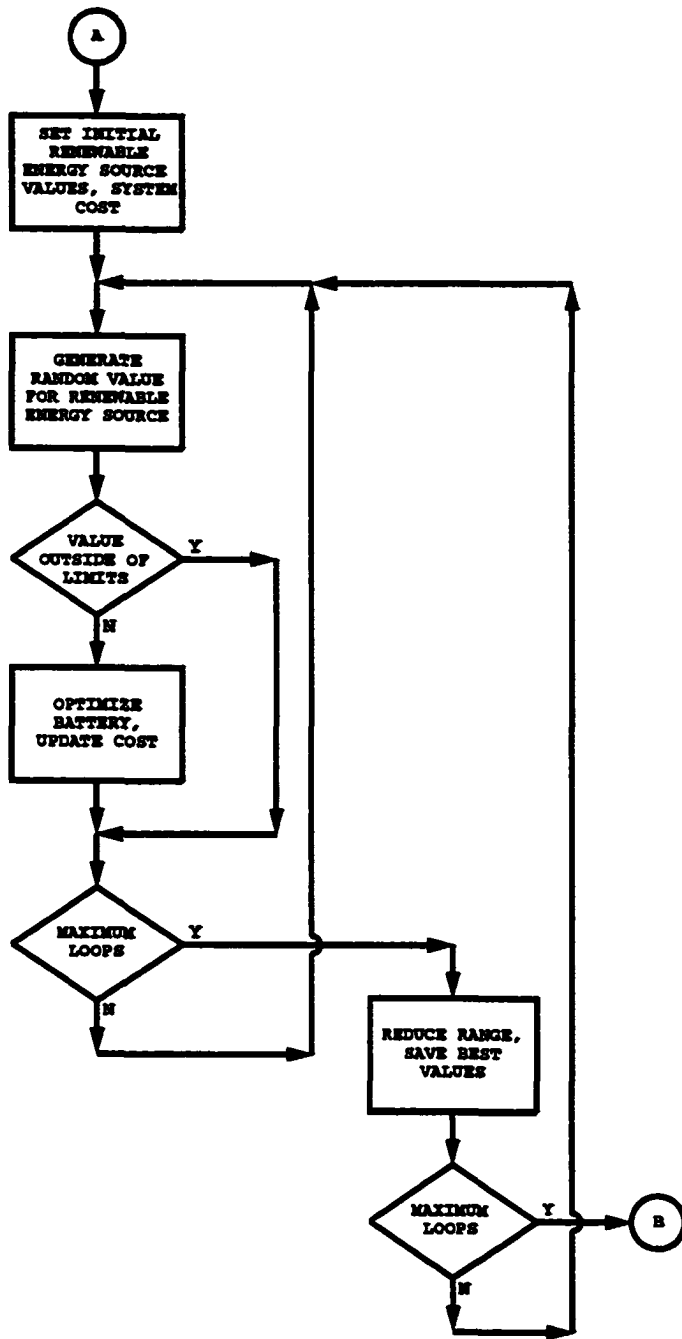 A
SET INITIAL
RENEWABLE
ENERGY SOURCE
VALUES, SYSTEM
COST
GENERATE
RANDOM VALUE
FOR RENEWABLE
ENERGY SOURCE
VALUE
OUTSIDE OF
LIMITS
Y
N
OPTIMIZE
BATTERY,
UPDATE COST
MAXIMUM
LOOPS
Y
N
REDUCE RANGE,
SAVE BEST
VALUES
MAXIMUM
LOOPS
Y
N
B